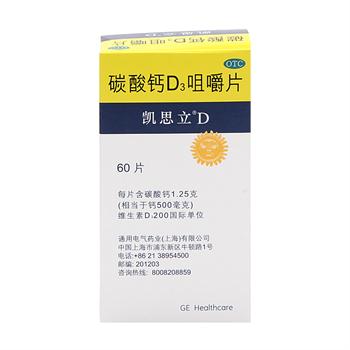 OTC
碳酸钙D₃咀嚼片
凯思立®D
60 片
每片含碳酸钙1.25克
(相当于钙500毫克)
维生素D₃200国际单位
通用电气药业(上海)有限公司
中国上海市浦东新区牛顿路1号
电话:+86 21 38954500
邮编: 201203
咨询热线: 8008208859
GE Healthcare